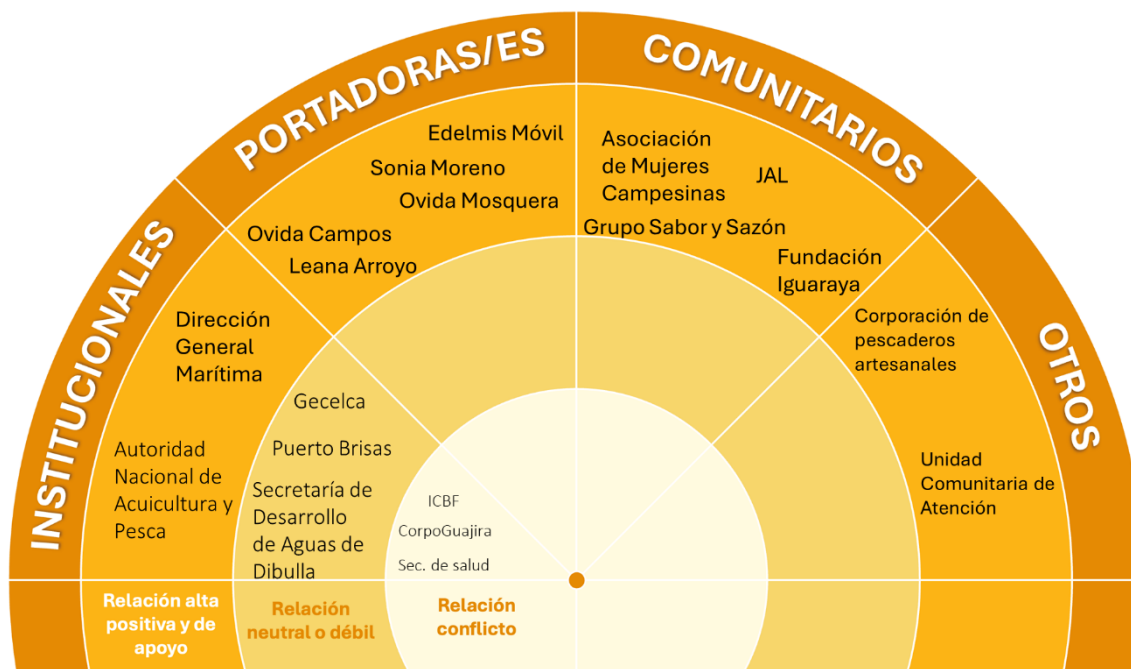 INSTITUCIONALES
PORTADORAS/ES
COMUNITARIOS
OTROS
Edelmis Móvil
Sonia Moreno
Ovida Mosquera
Ovida Campos
Leana Arroyo
Asociación
de Mujeres
Campesinas
JAL
Grupo Sabor y Sazón
Fundación
Iguaraya
Dirección
General
Marítima
Autoridad
Nacional de
Acuicultura y
Pesca
Gecelca
Puerto Brisas
Secretaría de
Desarrollo
de Aguas de
Dibulla
ICBF
CorpoGuajira
Sec. de salud
Corporación de
pescaderos
artesanales
Unidad
Comunitaria de
Atención
Relación alta
positiva y de
apoyo
Relación
neutral o débil
Relación
conflicto